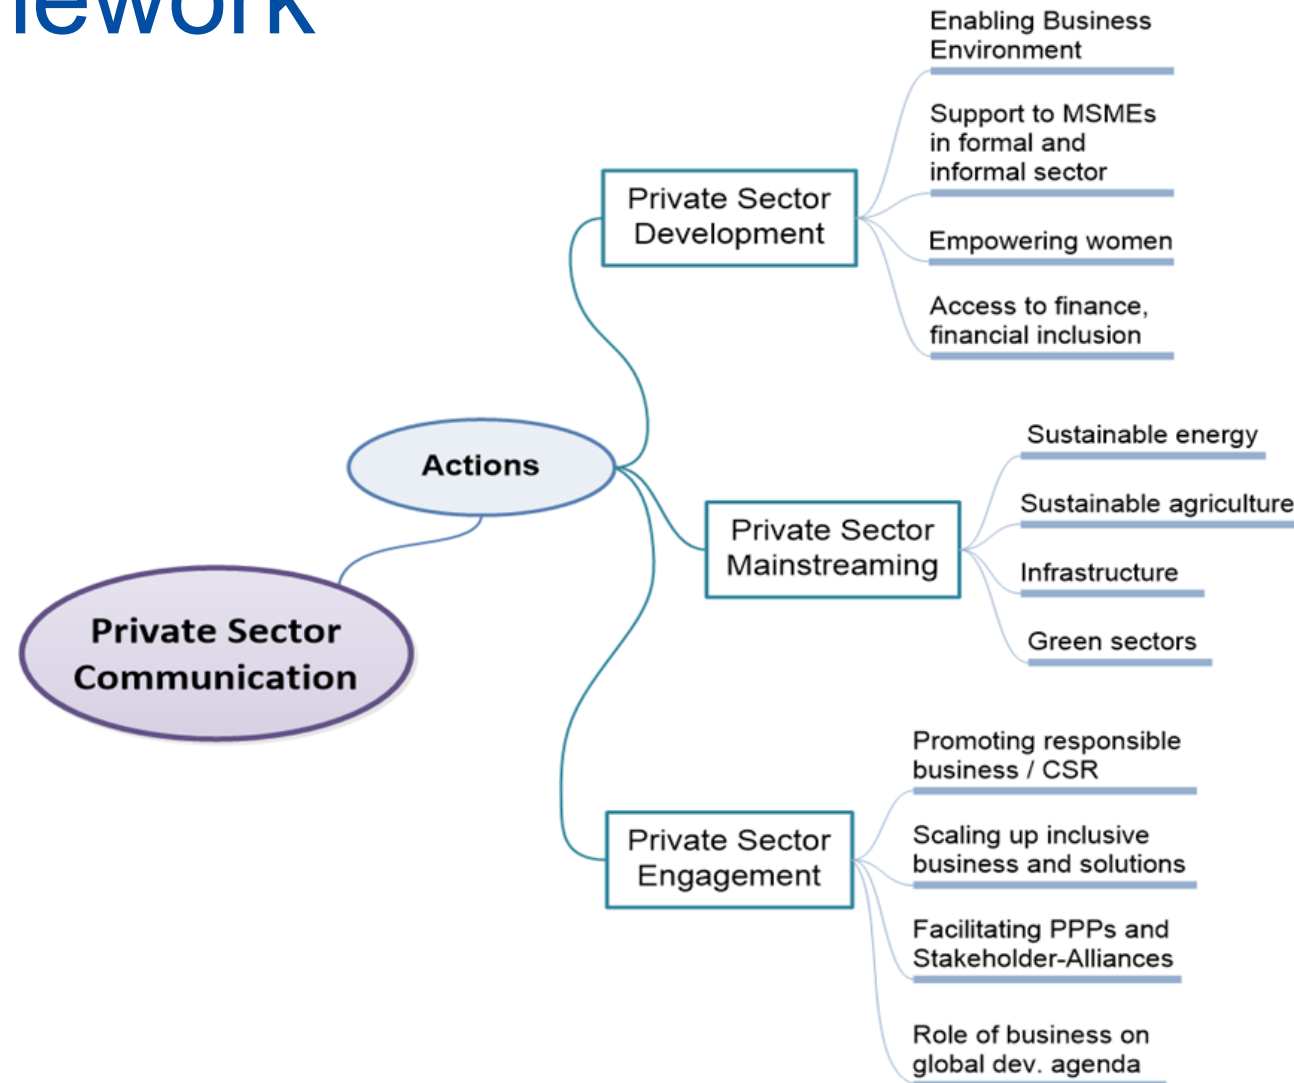 Enabling Business
Environment
Support to MSMEs
in formal and
informal sector
Private Sector
Development
Empowering women
Access to finance,
financial inclusion
Actions
Sustainable energy
Sustainable agriculture
Private Sector
Mainstreaming
Infrastructure
Green sectors
Private Sector
Communication
Promoting responsible
business / CSR
Private Sector
Engagement
Scaling up inclusive
business and solutions
Facilitating PPPs and
Stakeholder-Alliances
Role of business on
global dev. agenda